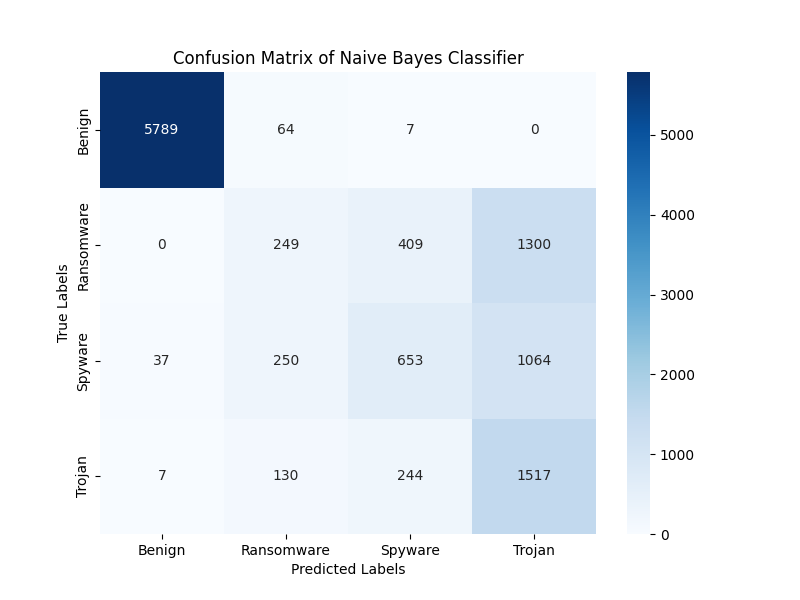 Confusion Matrix of Naive Bayes Classifier
True Labels
Benign
5789 64 7 0
Ransomware
0 249 409 1300
Spyware
37 250 653 1064
Trojan
7 130 244 1517
Benign Ransomware Spyware Trojan
Predicted Labels
5000
4000
3000
2000
1000
0